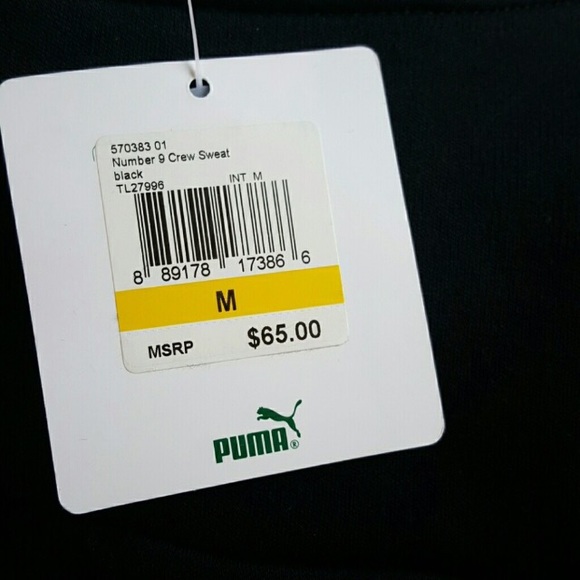 570383 01
Number 9 Crew Sweat
black
TL27996 INT M
8 89178 17386 6
M
MSRP $65.00
PUMA®